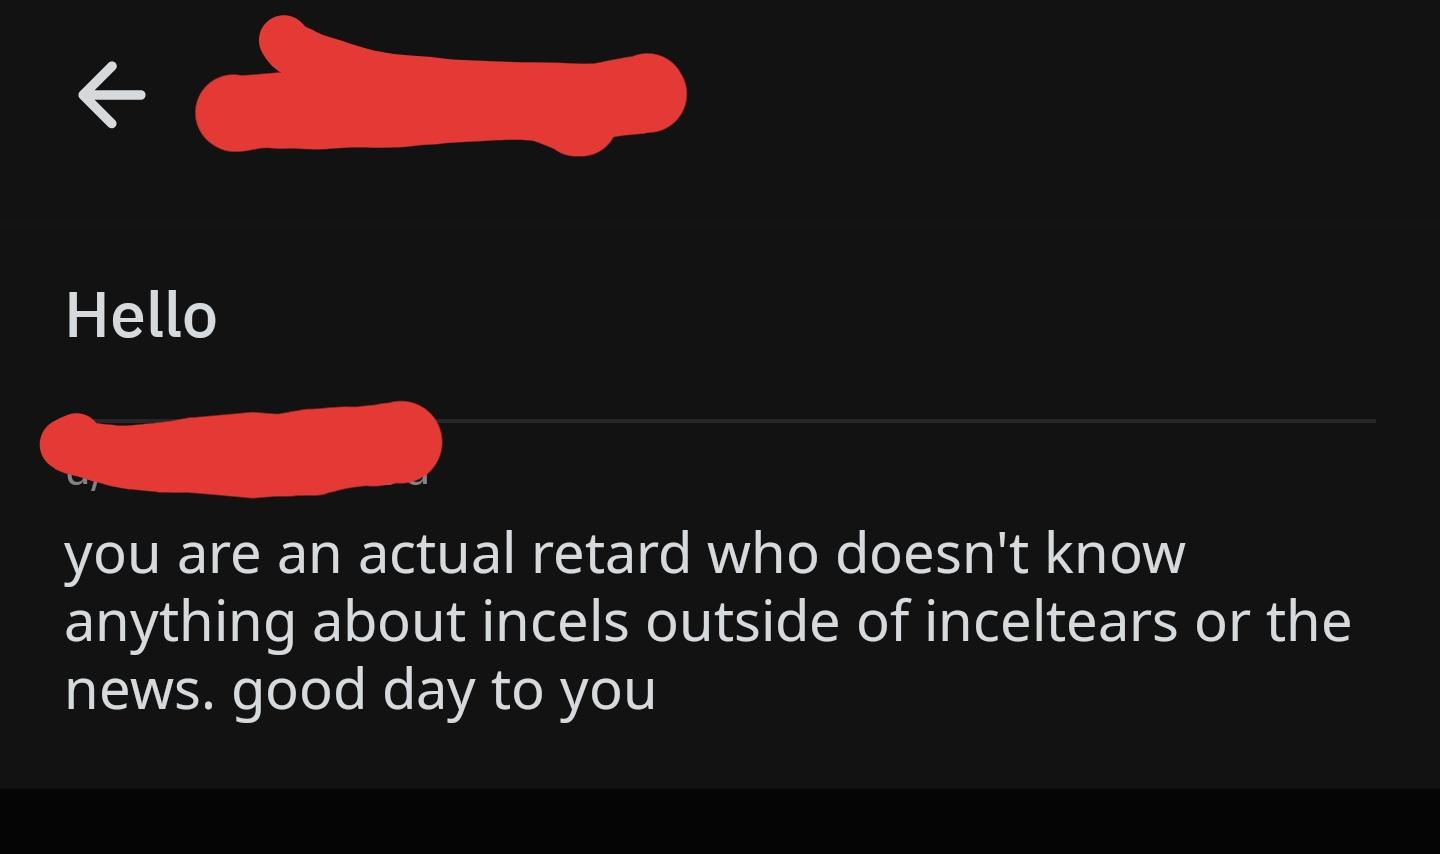 Hello
you are an actual retard who doesn't know
anything about incels outside of inceltears or the
news. good day to you